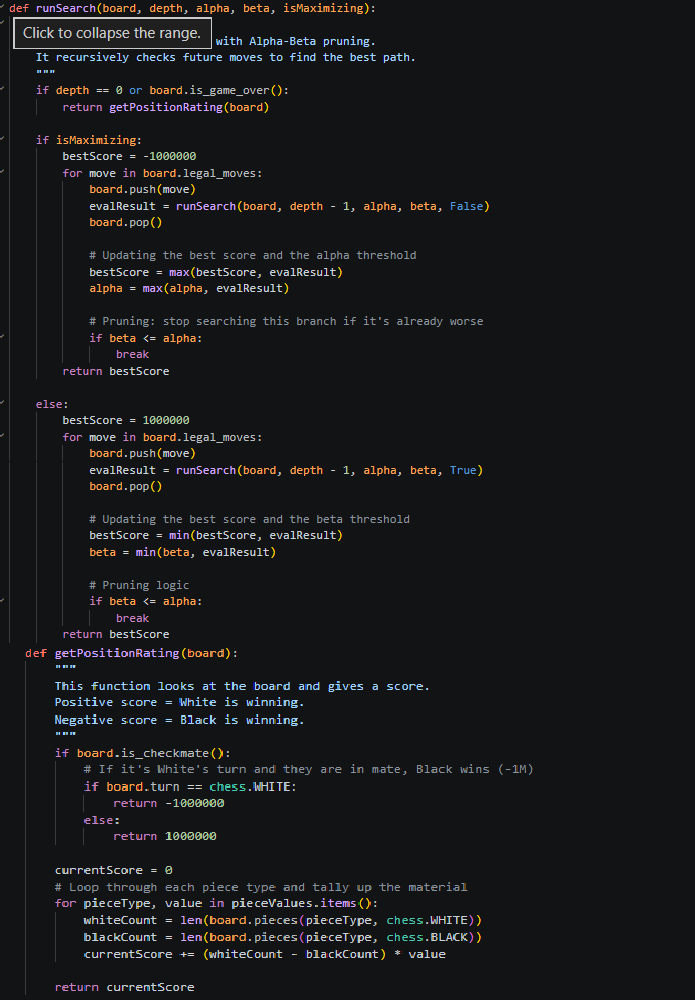 def runSearch(board, depth, alpha, beta, isMaximizing):
Click to collapse the range.
with Alpha-Beta pruning.
It recursively checks future moves to find the best path.
"""
if depth == 0 or board.is_game_over():
return getPositionRating(board)
if isMaximizing:
bestScore = -1000000
for move in board.legal_moves:
board.push(move)
evalResult = runSearch(board, depth - 1, alpha, beta, False)
board.pop()
# Updating the best score and the alpha threshold
bestScore = max(bestScore, evalResult)
alpha = max(alpha, evalResult)
# Pruning: stop searching this branch if it's already worse
if beta <= alpha:
break
return bestScore
else:
bestScore = 1000000
for move in board.legal_moves:
board.push(move)
evalResult = runSearch(board, depth - 1, alpha, beta, True)
board.pop()
# Updating the best score and the beta threshold
bestScore = min(bestScore, evalResult)
beta = min(beta, evalResult)
# Pruning logic
if beta <= alpha:
break
return bestScore
def getPositionRating(board):
"""
This function looks at the board and gives a score.
Positive score = White is winning.
Negative score = Black is winning.
"""
if board.is_checkmate():
# If it's White's turn and they are in mate, Black wins (-1M)
if board.turn == chess.WHITE:
return -1000000
else:
return 1000000
currentScore = 0
# Loop through each piece type and tally up the material
for pieceType, value in pieceValues.items():
whiteCount = len(board.pieces(pieceType, chess.WHITE))
blackCount = len(board.pieces(pieceType, chess.BLACK))
currentScore += (whiteCount - blackCount) * value
return currentScore